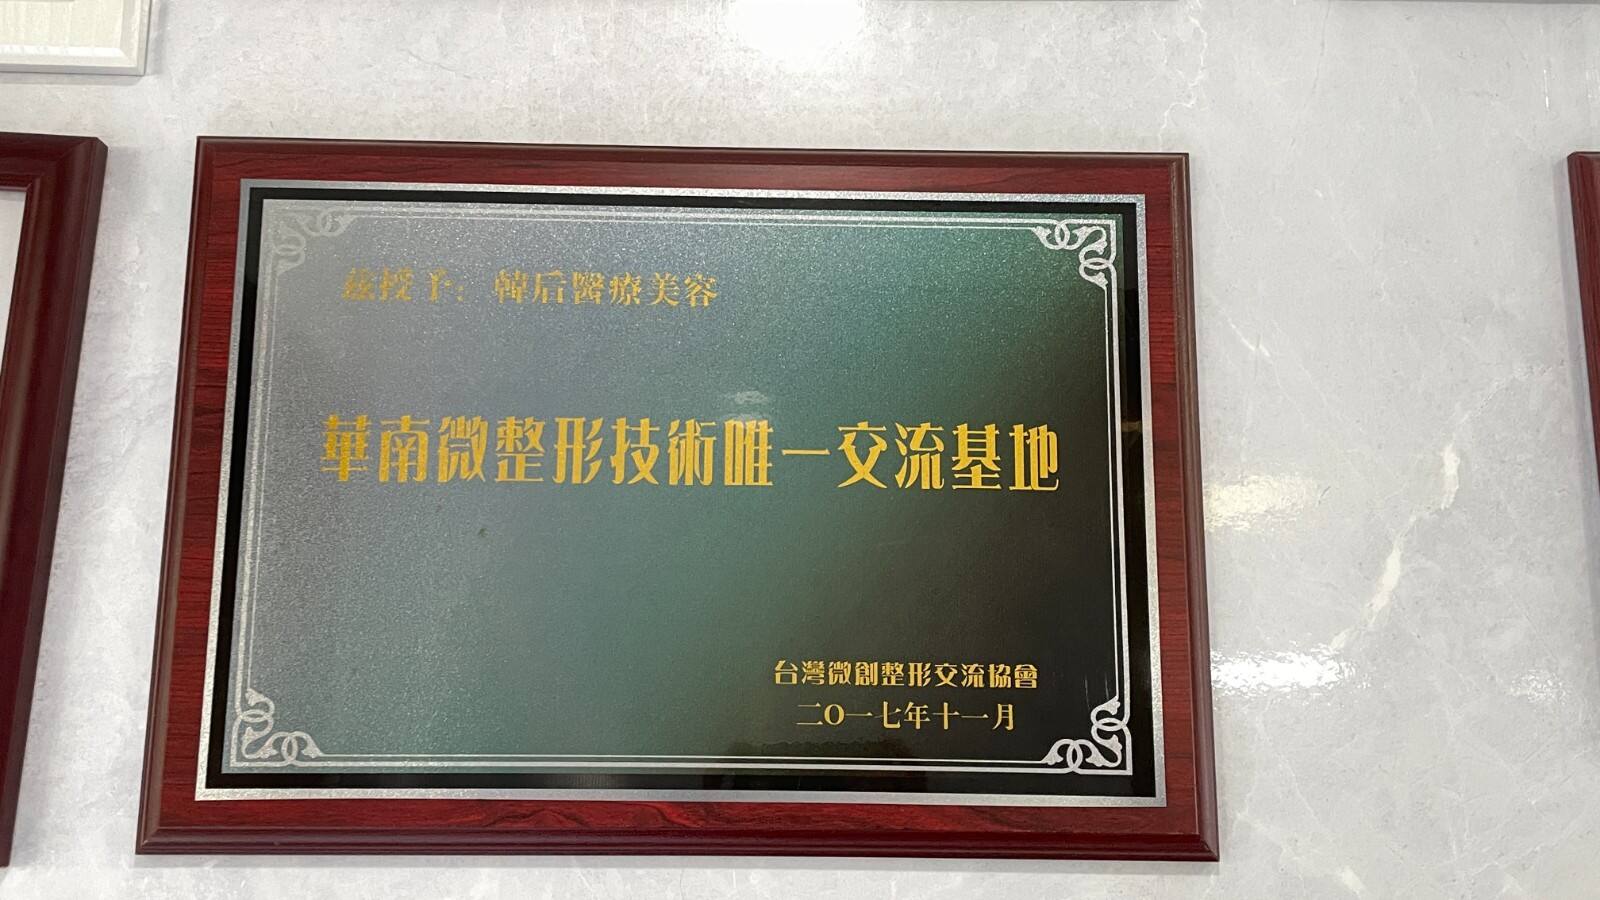 茲授予：韓后醫療美容
華南微整形技術唯一交流基地
台灣微創整形交流協會
二O一七年十一月